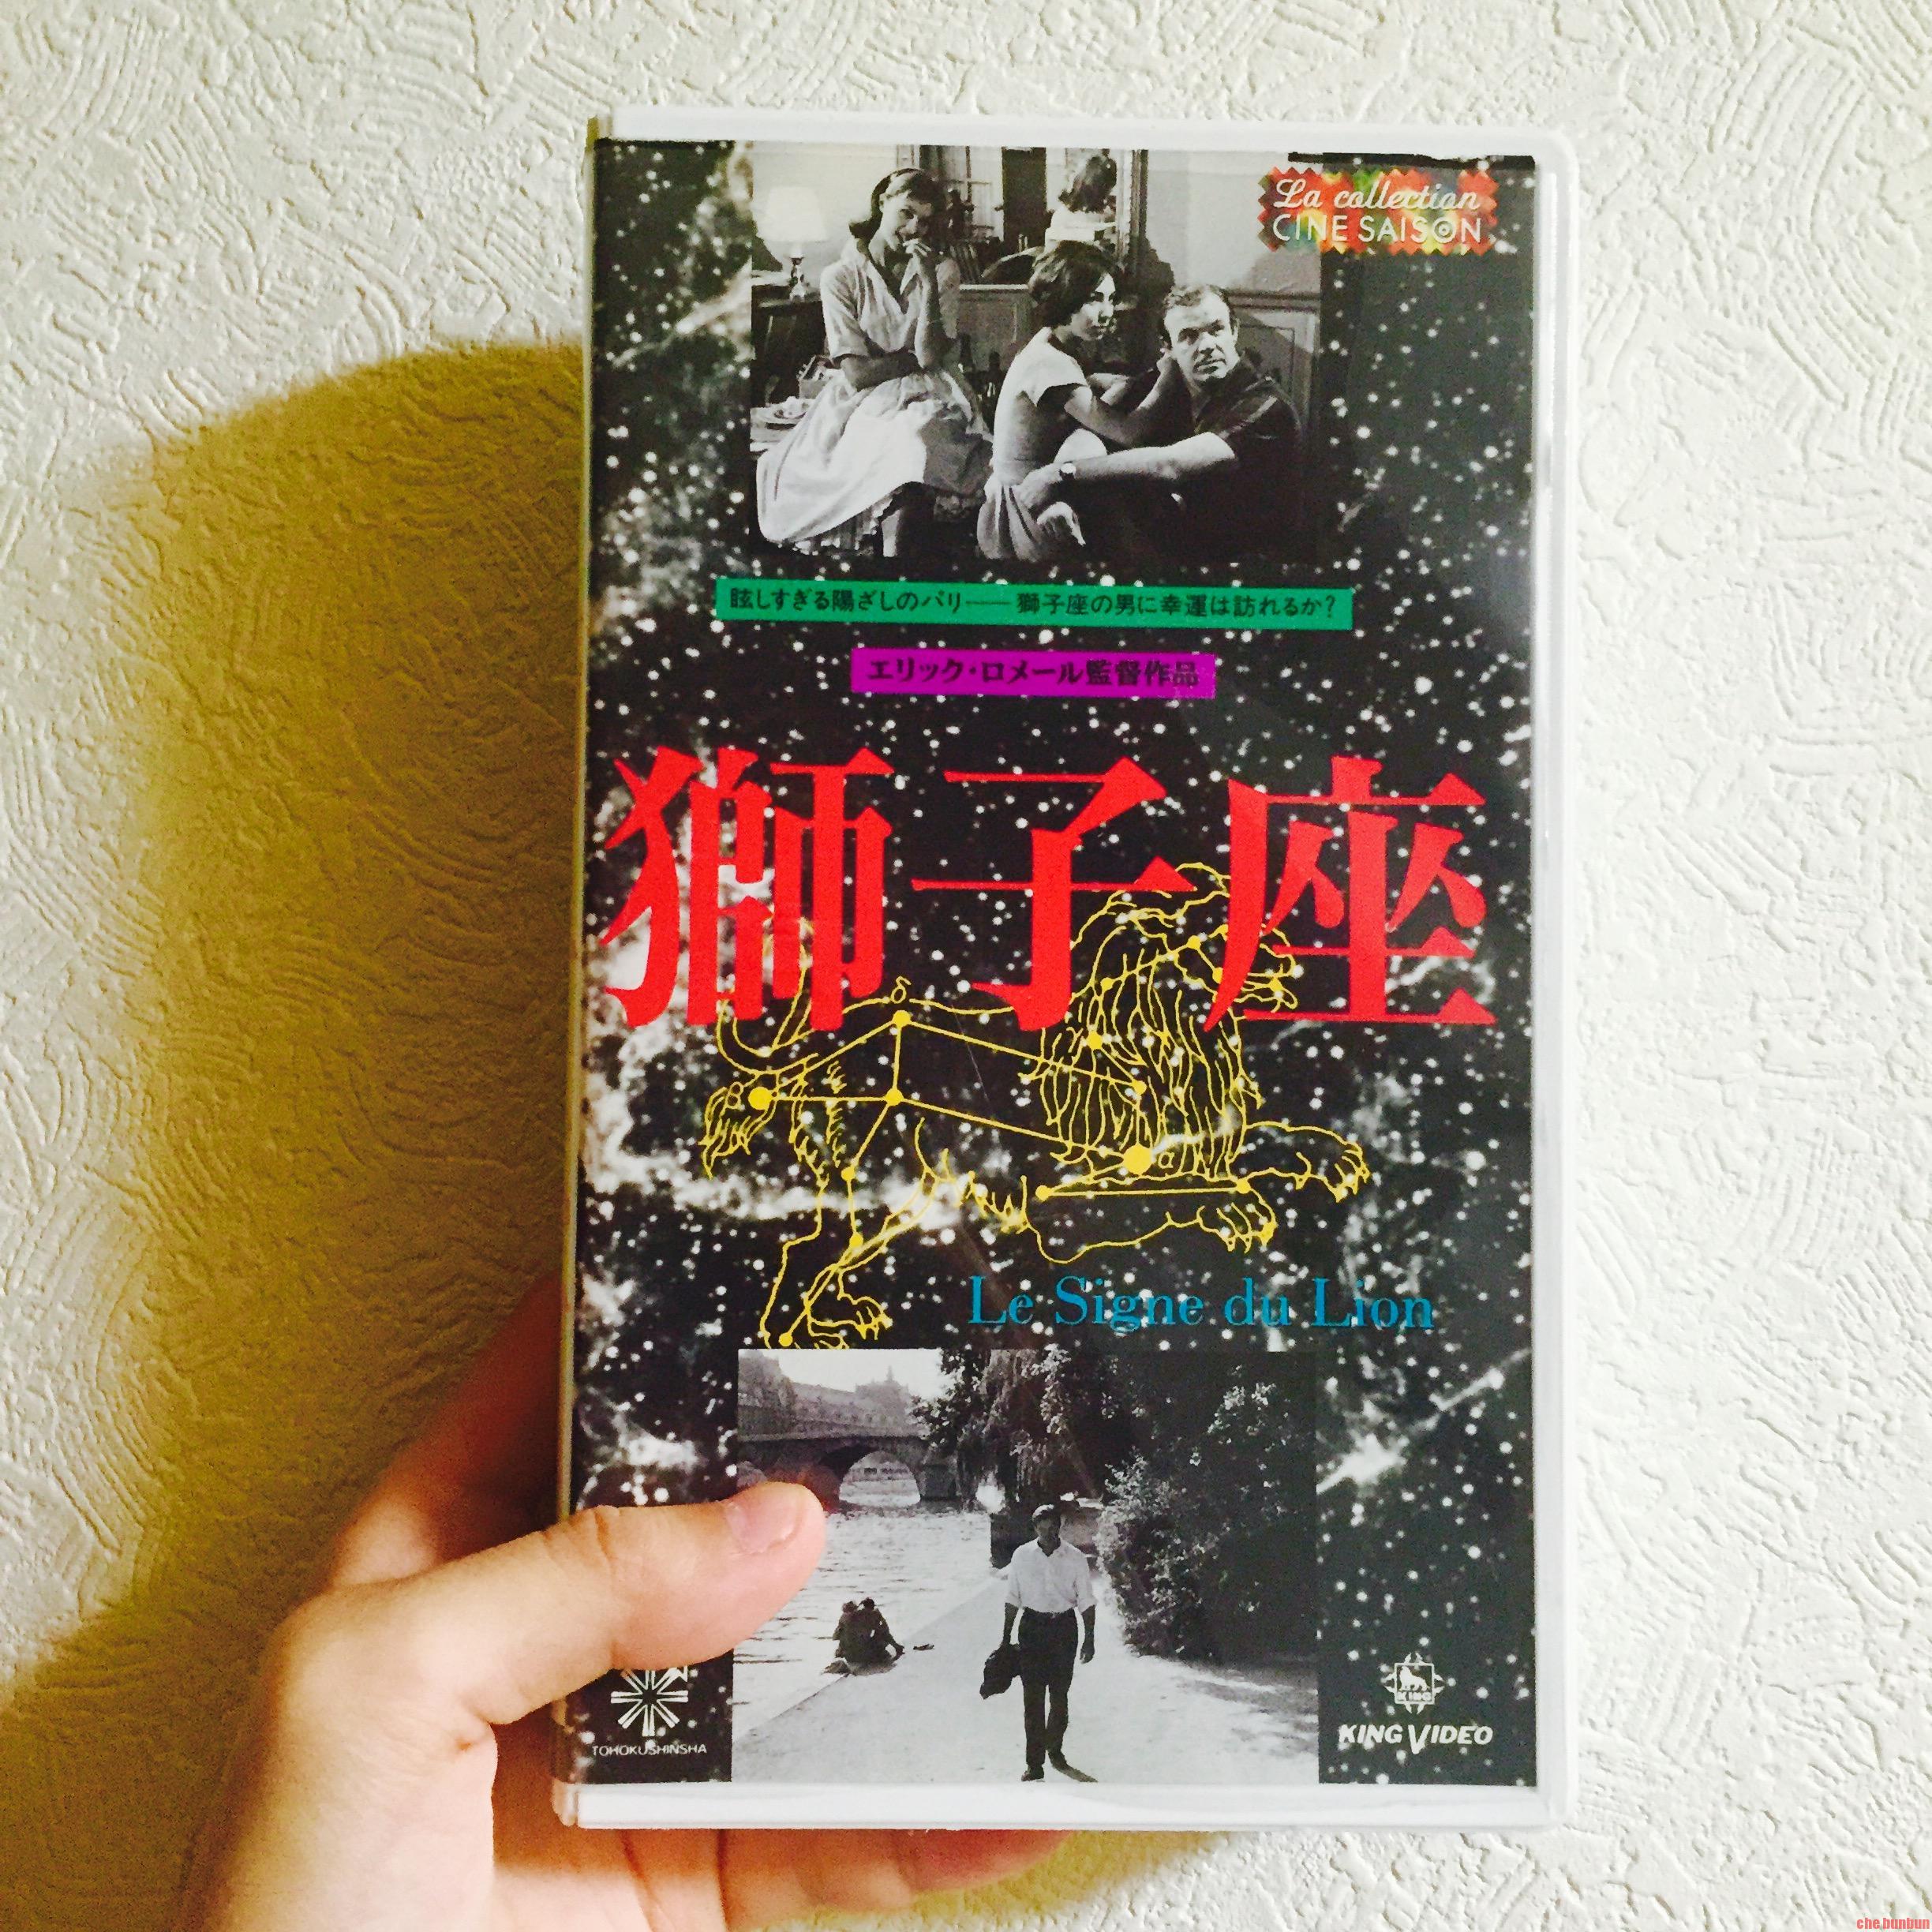 La collection
CINE SAISON
眩しすぎる陽ざしのパリ──獅子座の男に幸運は訪れるか?
エリック・ロメール監督作品
獅子座
δ
β
α
Le Signe du Lion
TOHOKUSHINSHA
KING
KING VIDEO
che bunbun